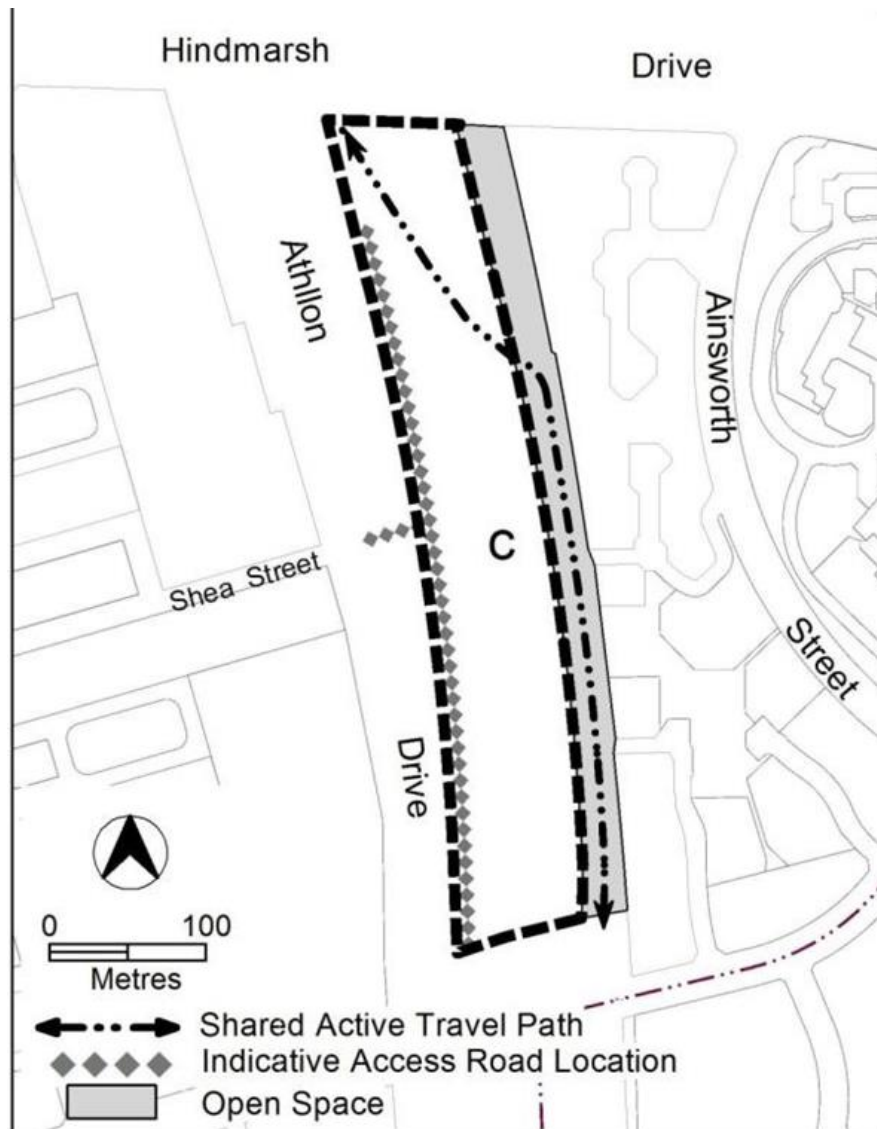 Hindmarsh Drive
Athllon
Ainsworth
C
Shea Street
Street
Drive
0 100
Metres
Shared Active Travel Path
Indicative Access Road Location
Open Space